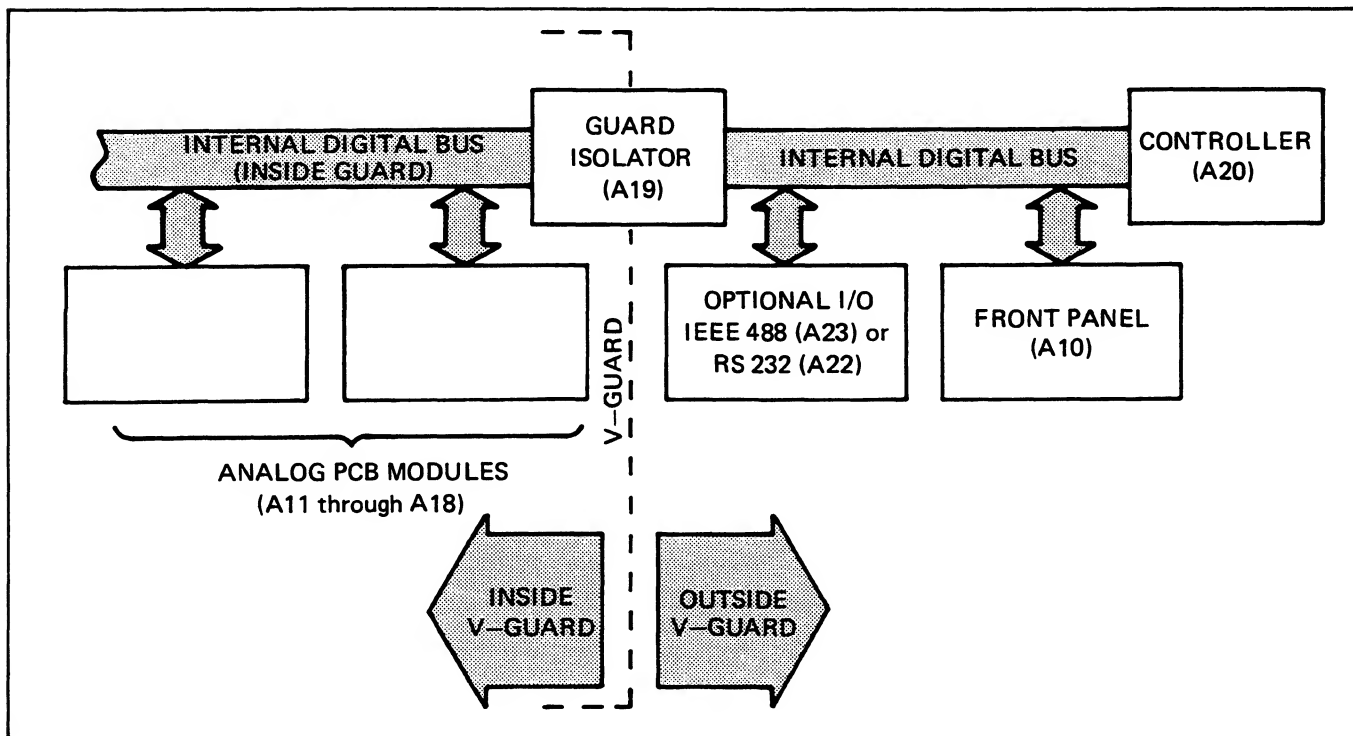 INTERNAL DIGITAL BUS
(INSIDE GUARD)
GUARD
ISOLATOR
(A19)
INTERNAL DIGITAL BUS
CONTROLLER
(A20)
OPTIONAL I/O
IEEE 488 (A23) or
RS 232 (A22)
FRONT PANEL
(A10)
V–GUARD
ANALOG PCB MODULES
(A11 through A18)
INSIDE
V–GUARD
OUTSIDE
V–GUARD